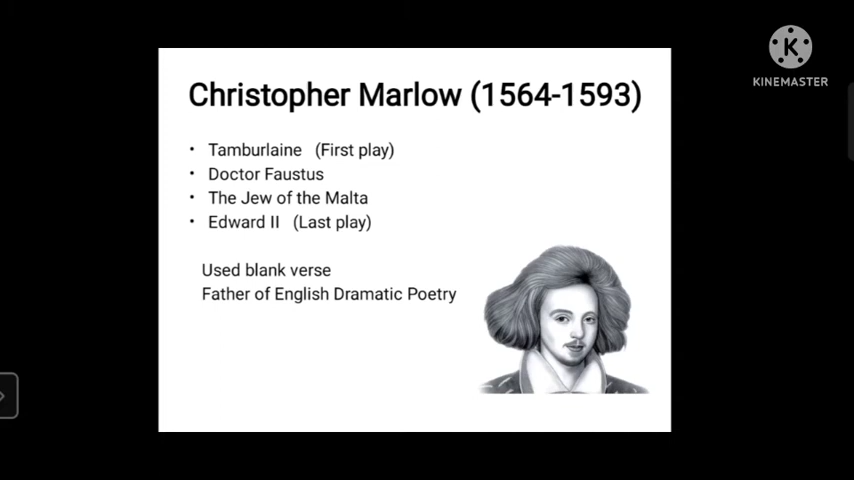 KINEMASTER
Christopher Marlow (1564-1593)
• Tamburlaine (First play)
• Doctor Faustus
• The Jew of the Malta
• Edward II (Last play)
Used blank verse
Father of English Dramatic Poetry